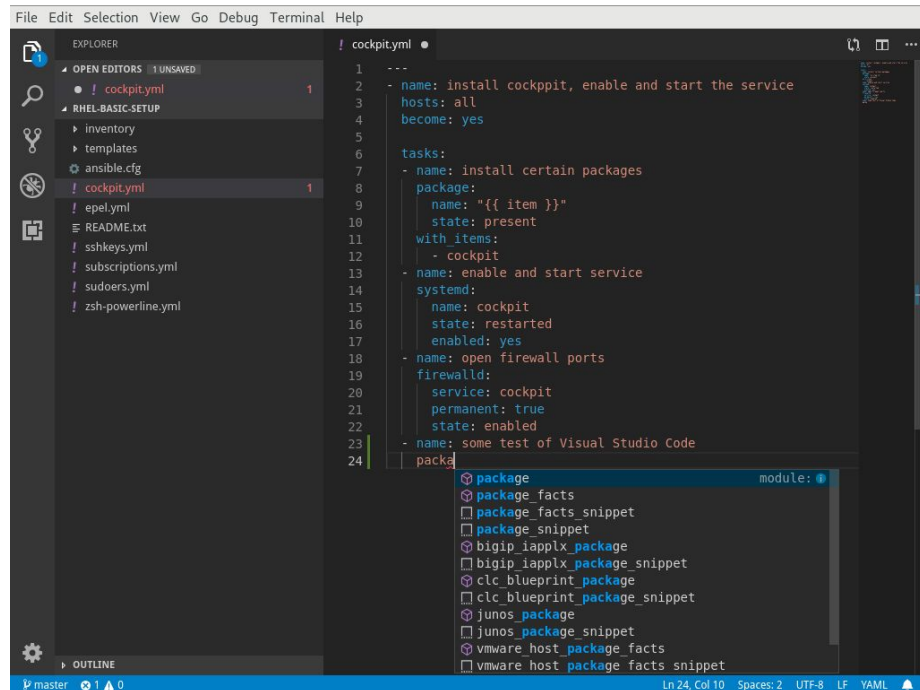 File Edit Selection View Go Debug Terminal Help
EXPLORER
OPEN EDITORS 1 UNSAVED
! cockpit.yml 1
RHEL-BASIC-SETUP
inventory
templates
ansible.cfg
! cockpit.yml 1
! epel.yml
README.txt
! sshkeys.yml
! subscriptions.yml
! sudoers.yml
! zsh-powerline.yml
OUTLINE
! cockpit.yml
1 ---
2 - name: install cockppit, enable and start the service
3 hosts: all
4 become: yes
5
6 tasks:
7 - name: install certain packages
8 package:
9 name: "{{ item }}"
10 state: present
11 with_items:
12 - cockpit
13 - name: enable and start service
14 systemd:
15 name: cockpit
16 state: restarted
17 enabled: yes
18 - name: open firewall ports
19 firewalld:
20 service: cockpit
21 permanent: true
22 state: enabled
23 - name: some test of Visual Studio Code
24 packa
package module:
package_facts
package_facts_snippet
package_snippet
bigip_iapplx_package
bigip_iapplx_package_snippet
clc_blueprint_package
clc_blueprint_package_snippet
junos_package
junos_package_snippet
vmware_host_package_facts
vmware_host_package_facts_snippet
1
master 1 0 Ln 24, Col 10 Spaces: 2 UTF-8 LF YAML